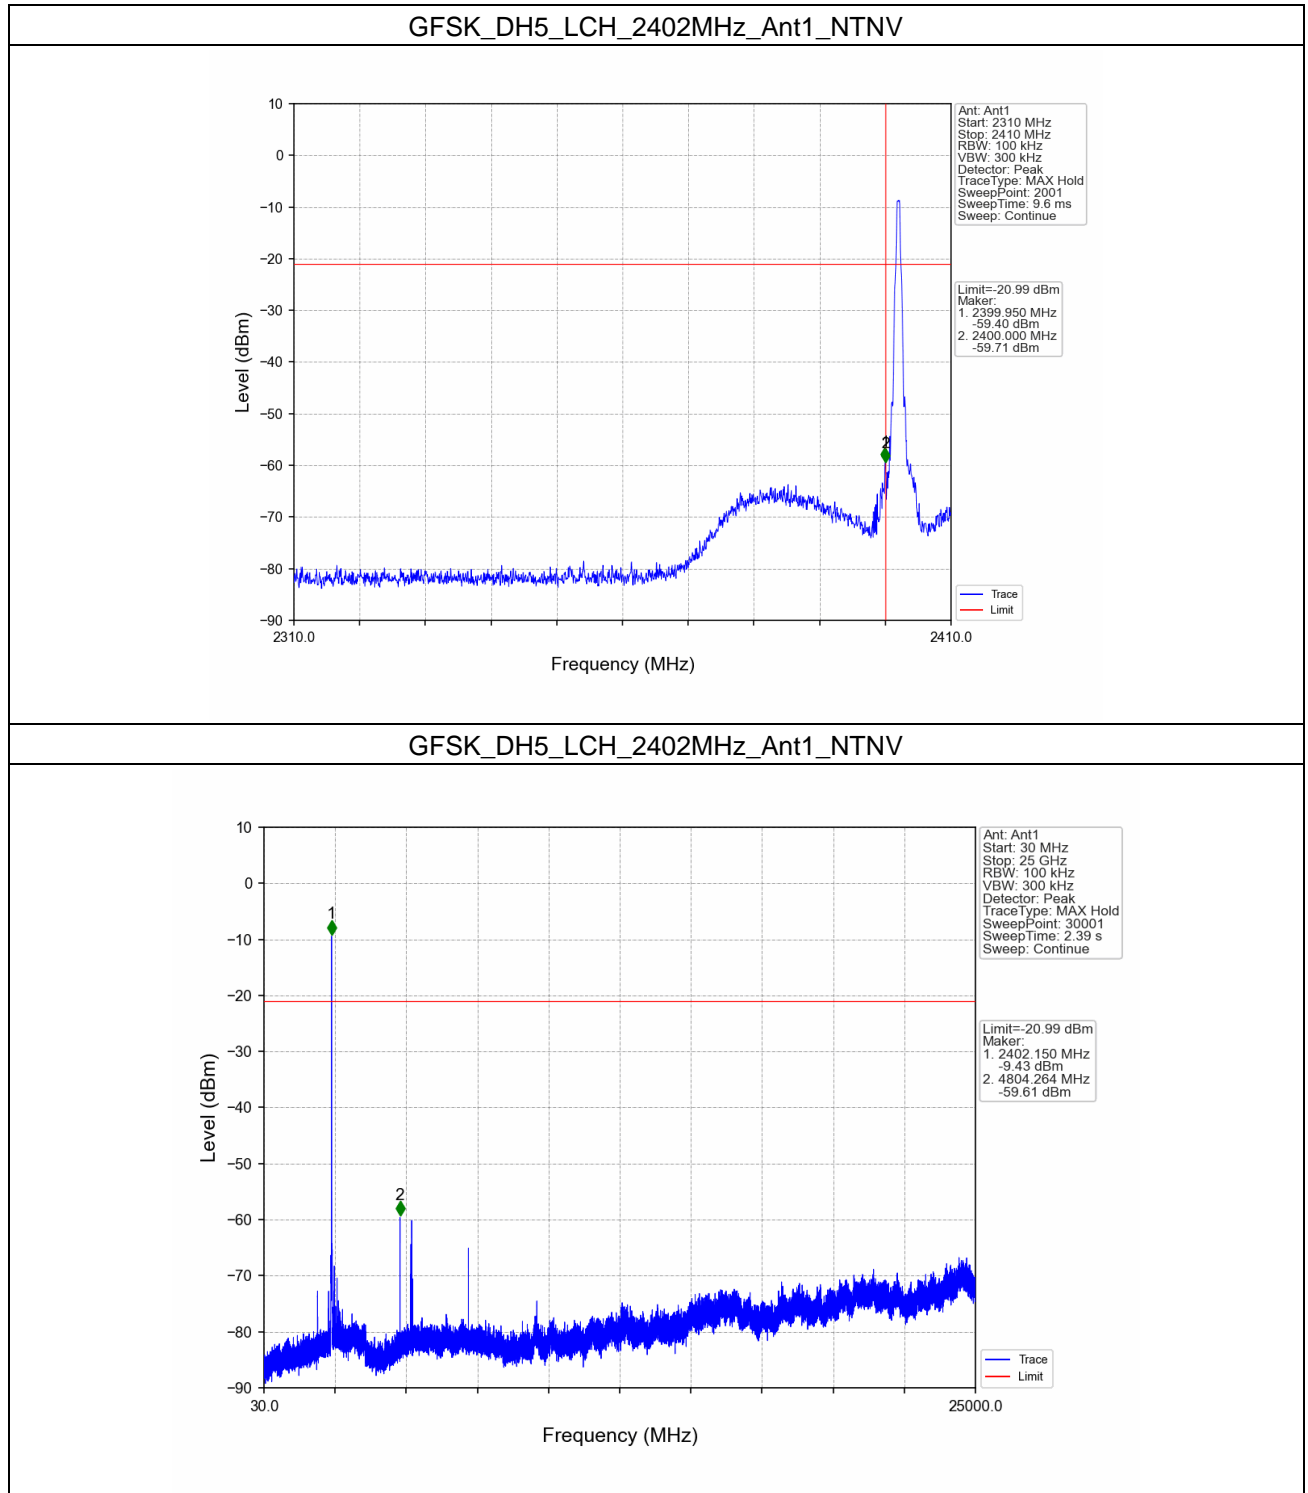 GFSK_DH5_LCH_2402MHz_Ant1_NTNV
10
0
−10
−20
−30
−40
−50
−60
−70
−80
−90
Level (dBm)
2310.0
2410.0
Frequency (MHz)
2
Ant: Ant1
Start: 2310 MHz
Stop: 2410 MHz
RBW: 100 kHz
VBW: 300 kHz
Detector: Peak
TraceType: MAX Hold
SweepPoint: 2001
SweepTime: 9.6 ms
Sweep: Continue
Limit=-20.99 dBm
Maker:
1. 2399.950 MHz
-59.40 dBm
2. 2400.000 MHz
-59.71 dBm
Trace
Limit
GFSK_DH5_LCH_2402MHz_Ant1_NTNV
10
0
−10
−20
−30
−40
−50
−60
−70
−80
−90
Level (dBm)
30.0
25000.0
Frequency (MHz)
1
2
Ant: Ant1
Start: 30 MHz
Stop: 25 GHz
RBW: 100 kHz
VBW: 300 kHz
Detector: Peak
TraceType: MAX Hold
SweepPoint: 30001
SweepTime: 2.39 s
Sweep: Continue
Limit=-20.99 dBm
Maker:
1. 2402.150 MHz
-9.43 dBm
2. 4804.264 MHz
-59.61 dBm
Trace
Limit